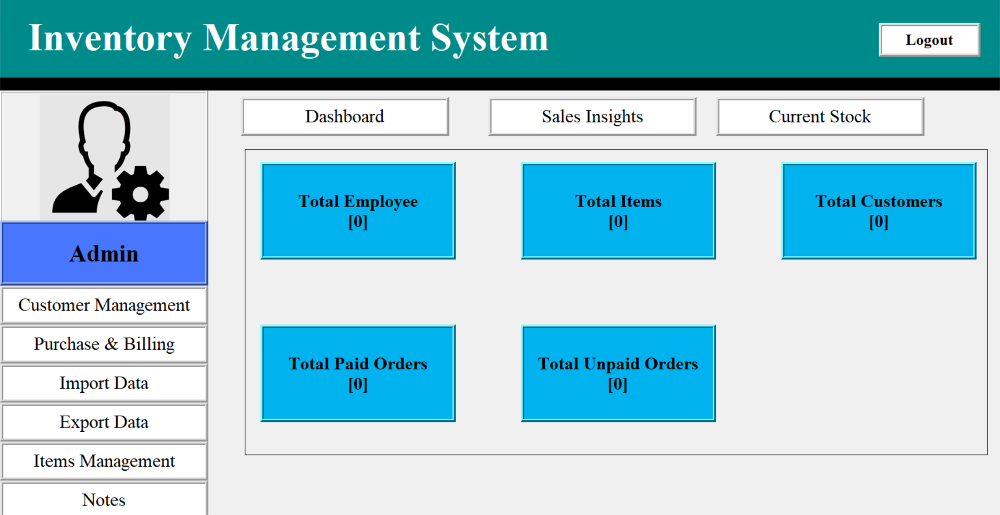 Inventory Management System
Logout
Dashboard
Sales Insights
Current Stock
Admin
Customer Management
Purchase & Billing
Import Data
Export Data
Items Management
Notes
Total Employee
[0]
Total Items
[0]
Total Customers
[0]
Total Paid Orders
[0]
Total Unpaid Orders
[0]